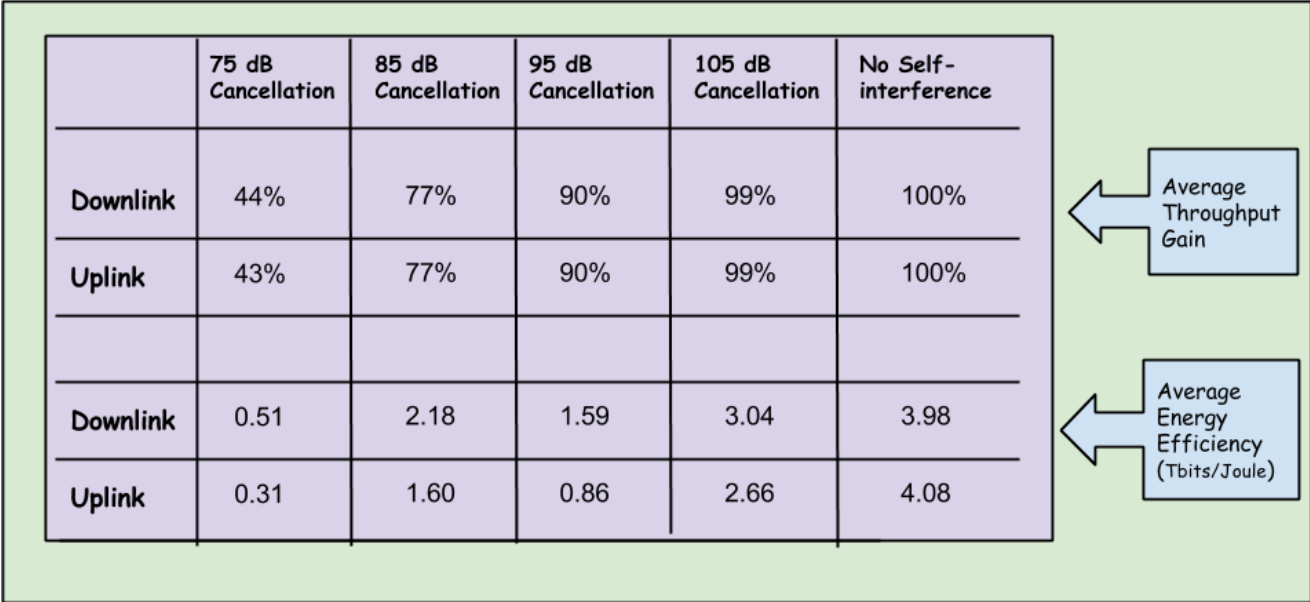 75 dB Cancellation 85 dB Cancellation 95 dB Cancellation 105 dB Cancellation No Self-interference
Downlink 44% 77% 90% 99% 100%
Uplink 43% 77% 90% 99% 100%
Average
Throughput
Gain
Downlink 0.51 2.18 1.59 3.04 3.98
Uplink 0.31 1.60 0.86 2.66 4.08
Average
Energy
Efficiency
(Tbits/Joule)